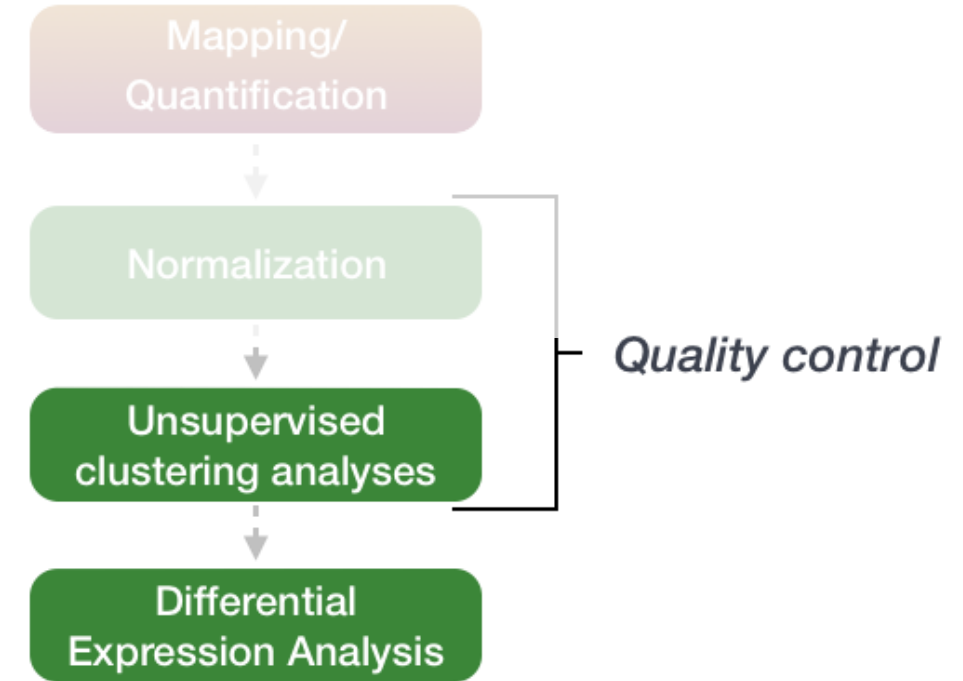 Mapping/
Quantification
Normalization
Quality control
Unsupervised
clustering analyses
Differential
Expression Analysis